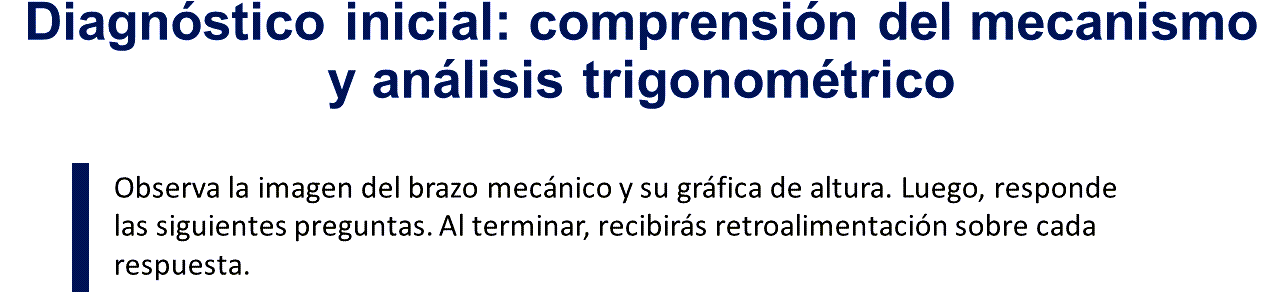 Diagnóstico inicial: comprensión del mecanismo
y análisis trigonométrico
Observa la imagen del brazo mecánico y su gráfica de altura. Luego, responde
las siguientes preguntas. Al terminar, recibirás retroalimentación sobre cada
respuesta.